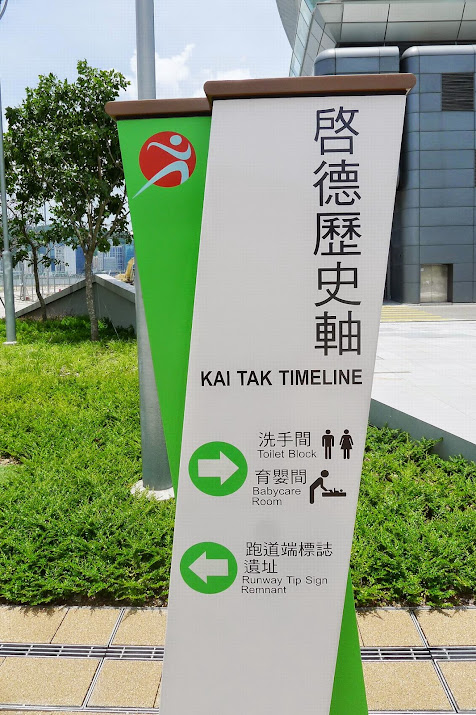 啓德歷史軸
KAI TAK TIMELINE
洗手間
Toilet Block
育嬰間
Babycare
Room
跑道端標誌
遺址
Runway Tip Sign
Remnant